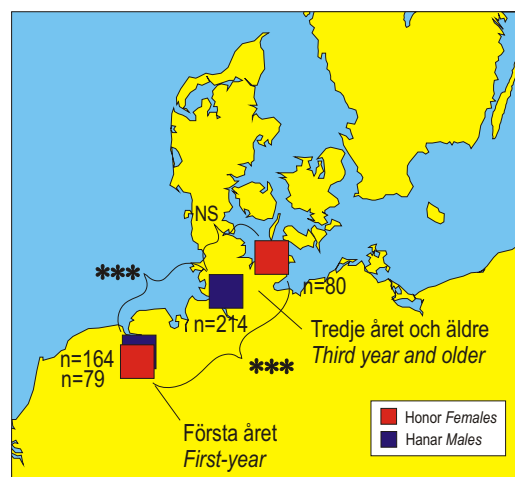 NS
***
n=80
n=214
Tredje året och äldre
Third year and older
n=164
n=79
***
Första året
First-year
Honor Females
Hanar Males